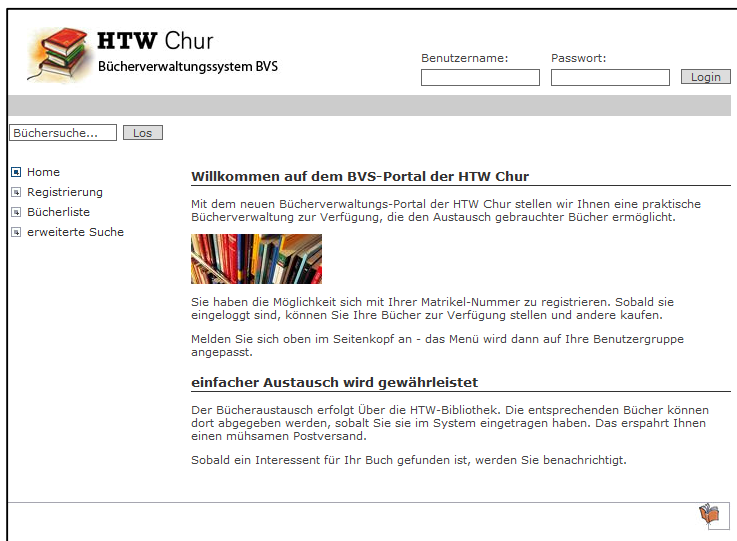 HTW Chur
Bücherverwaltungssystem BVS
Benutzername: Passwort:
Login
Büchersuche... Los
Home
Registrierung
Bücherliste
erweiterte Suche
Willkommen auf dem BVS-Portal der HTW Chur
Mit dem neuen Bücherverwaltungs-Portal der HTW Chur stellen wir Ihnen eine praktische
Bücherverwaltung zur Verfügung, die den Austausch gebrauchter Bücher ermöglicht.
Sie haben die Möglichkeit sich mit Ihrer Matrikel-Nummer zu registrieren. Sobald sie
eingeloggt sind, können Sie Ihre Bücher zur Verfügung stellen und andere kaufen.
Melden Sie sich oben im Seitenkopf an - das Menü wird dann auf Ihre Benutzergruppe
angepasst.
einfacher Austausch wird gewährleistet
Der Bücheraustausch erfolgt Über die HTW-Bibliothek. Die entsprechenden Bücher können
dort abgegeben werden, sobalt Sie sie im System eingetragen haben. Das erspahrt Ihnen
einen mühsamen Postversand.
Sobald ein Interessent für Ihr Buch gefunden ist, werden Sie benachrichtigt.